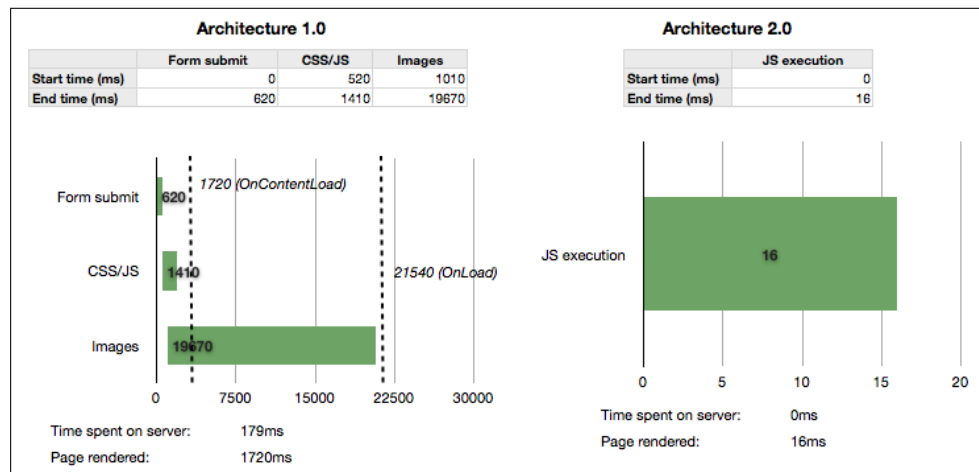 Architecture 1.0
Form submit CSS/JS Images
Start time (ms) 0 520 1010
End time (ms) 620 1410 19670
1720 (OnContentLoad)
Form submit 620
CSS/JS 1410
21540 (OnLoad)
Images 19670
0 7500 15000 22500 30000
Time spent on server: 179ms
Page rendered: 1720ms
Architecture 2.0
JS execution
Start time (ms) 0
End time (ms) 16
JS execution 16
0 5 10 15 20
Time spent on server: 0ms
Page rendered: 16ms